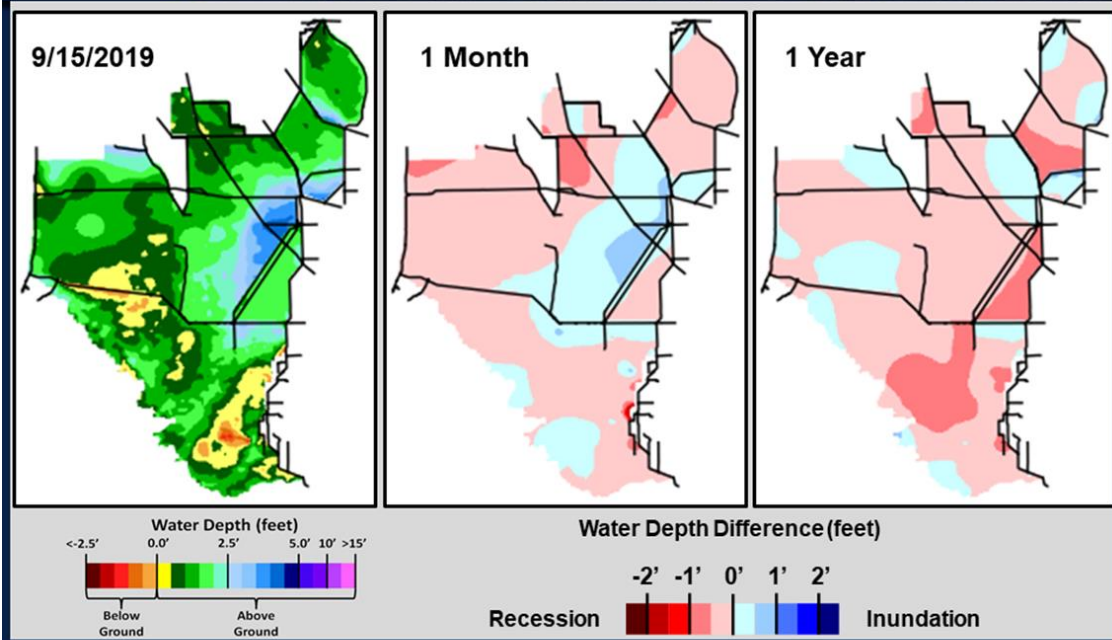 9/15/2019
1 Month
1 Year
Water Depth (feet)
<-2.5' 0.0' 2.5' 5.0' 10' >15'
Below Ground
Above Ground
Water Depth Difference (feet)
-2' -1' 0' 1' 2'
Recession
Inundation